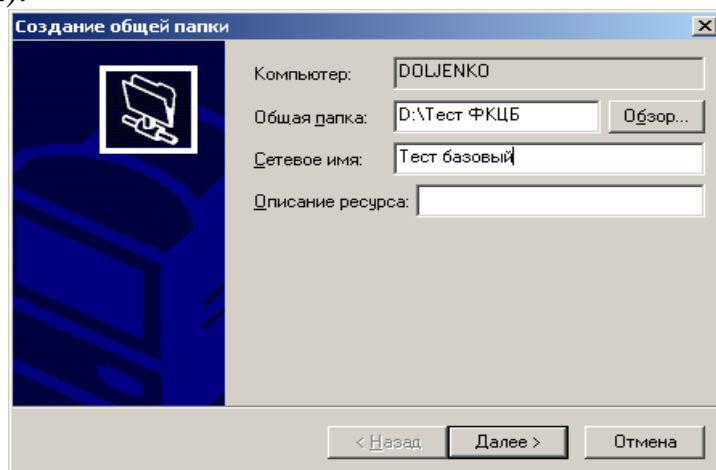 ).
Создание общей папки
Компьютер: DOLJENKO
Общая папка: D:\Тест ФКЦБ Обзор...
Сетевое имя: Тест базовый
Описание ресурса:
< Назад Далее > Отмена